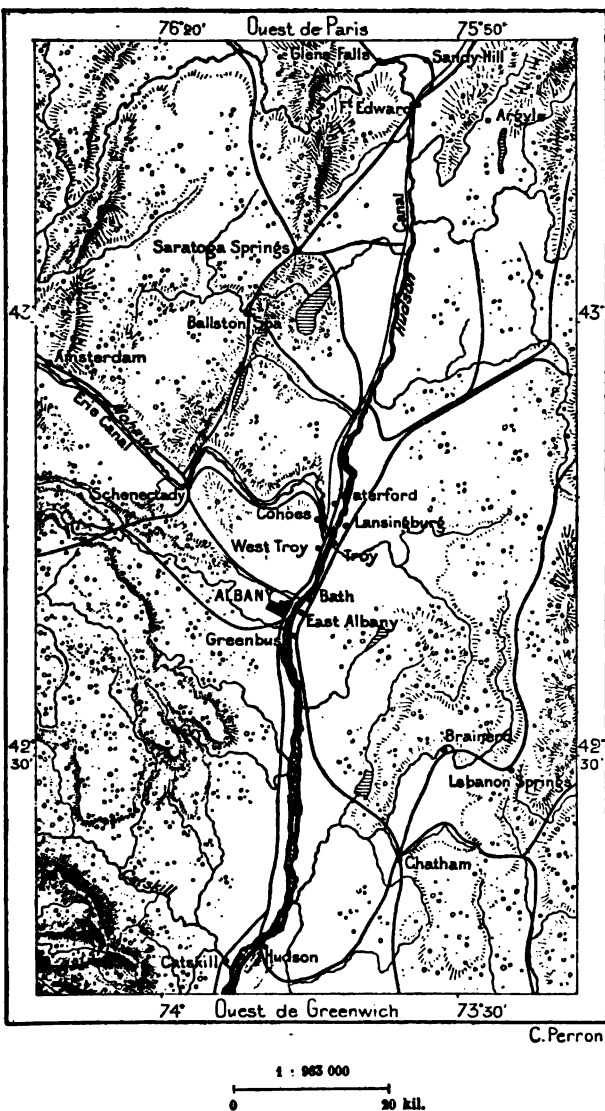 76°20' Ouest de Paris 75°50'
Glens Falls
Sandy Hill
Ft Edward
Argyle
Canal
Saratoga Springs
Hudson
43° 43°
Ballston Spa
Amsterdam
Mohawk
Erie Canal
Schenectady
Waterford
Cohoes
Lansingburg
West Troy
Troy
ALBANY
Bath
East Albany
Greenbush
42° 42°
30' 30'
Brainerd
Lebanon Springs
Chatham
Catskill
Hudson
74° Ouest de Greenwich 73°30'
C. Perron
1 : 963 000
0 20 kil.